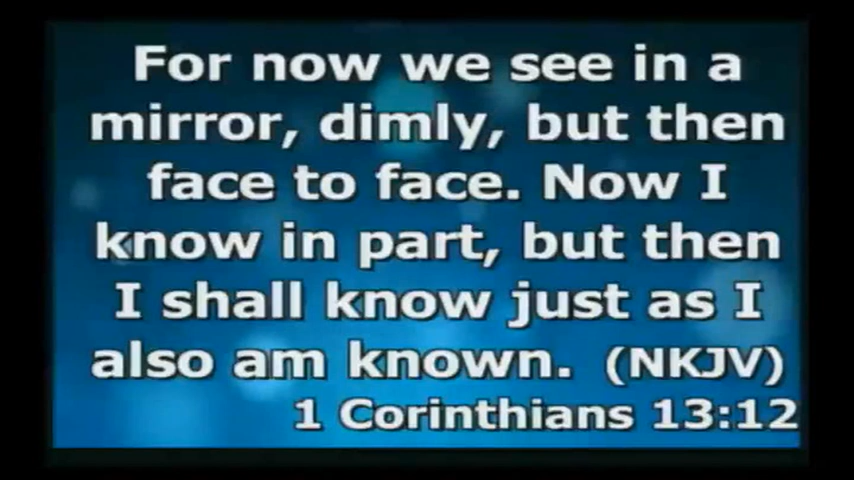 For now we see in a
mirror, dimly, but then
face to face. Now I
know in part, but then
I shall know just as I
also am known. (NKJV)
1 Corinthians 13:12